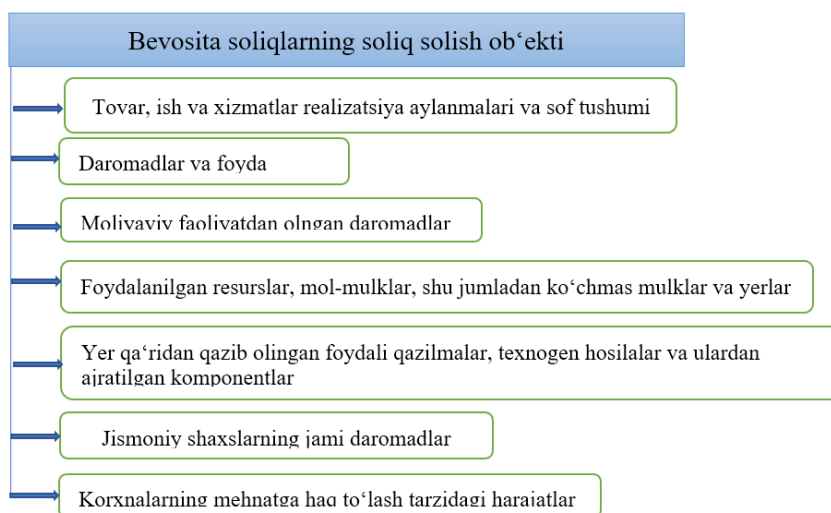 Bevosita soliqlarning soliq solish ob‘ekti
Tovar, ish va xizmatlar realizatsiya aylanmalari va sof tushumi
Daromadlar va foyda
Moliyaviy faoliyatdan olngan daromadlar
Foydalanilgan resurslar, mol-mulklar, shu jumladan ko‘chmas mulklar va yerlar
Yer qa‘ridan qazib olingan foydali qazilmalar, texnogen hosilalar va ulardan
ajratilgan komponentlar
Jismoniy shaxslarning jami daromadlar
Korxnalarning mehnatga haq to‘lash tarzidagi harajatlar